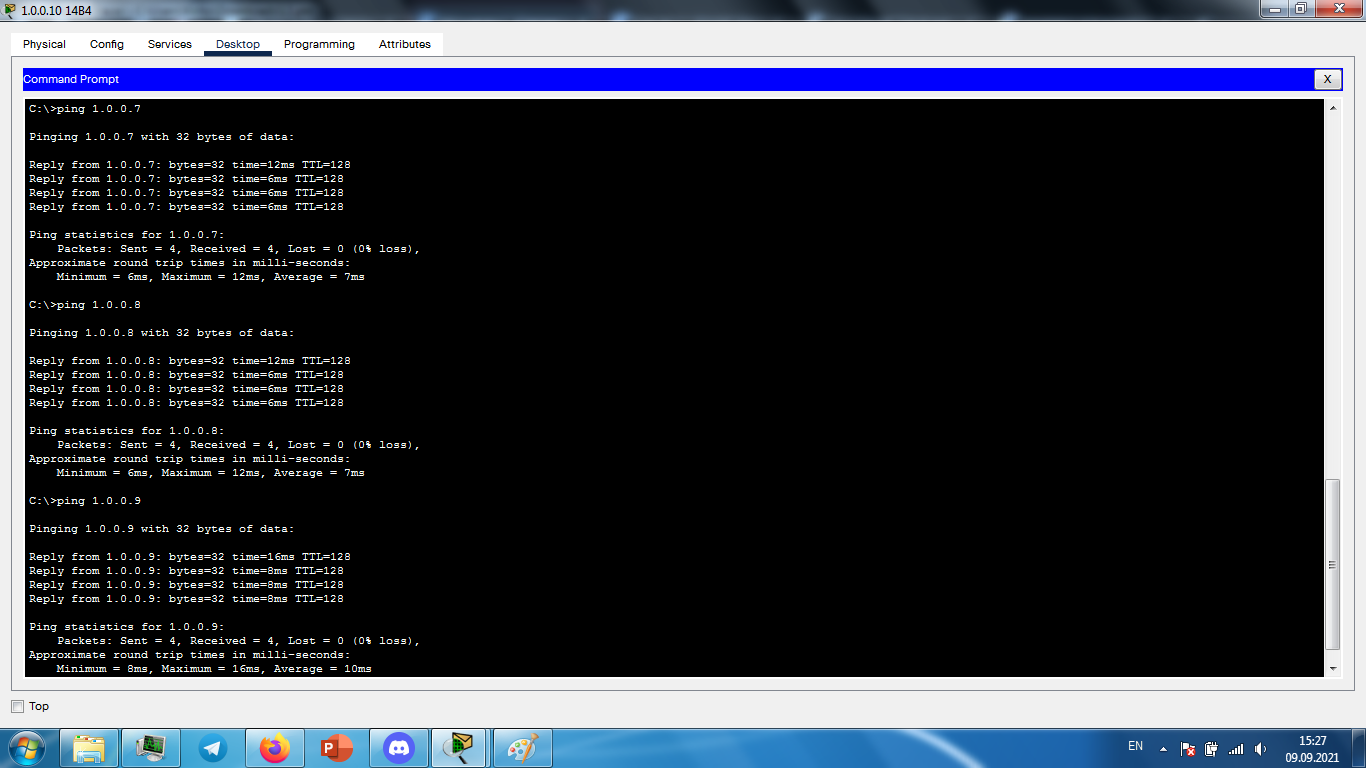 1.0.0.10 14B4
Physical Config Services Desktop Programming Attributes
Command Prompt X
C:\>ping 1.0.0.7
Pinging 1.0.0.7 with 32 bytes of data:
Reply from 1.0.0.7: bytes=32 time=12ms TTL=128
Reply from 1.0.0.7: bytes=32 time=6ms TTL=128
Reply from 1.0.0.7: bytes=32 time=6ms TTL=128
Reply from 1.0.0.7: bytes=32 time=6ms TTL=128
Ping statistics for 1.0.0.7:
    Packets: Sent = 4, Received = 4, Lost = 0 (0% loss),
Approximate round trip times in milli-seconds:
    Minimum = 6ms, Maximum = 12ms, Average = 7ms
C:\>ping 1.0.0.8
Pinging 1.0.0.8 with 32 bytes of data:
Reply from 1.0.0.8: bytes=32 time=12ms TTL=128
Reply from 1.0.0.8: bytes=32 time=6ms TTL=128
Reply from 1.0.0.8: bytes=32 time=6ms TTL=128
Reply from 1.0.0.8: bytes=32 time=6ms TTL=128
Ping statistics for 1.0.0.8:
    Packets: Sent = 4, Received = 4, Lost = 0 (0% loss),
Approximate round trip times in milli-seconds:
    Minimum = 6ms, Maximum = 12ms, Average = 7ms
C:\>ping 1.0.0.9
Pinging 1.0.0.9 with 32 bytes of data:
Reply from 1.0.0.9: bytes=32 time=16ms TTL=128
Reply from 1.0.0.9: bytes=32 time=8ms TTL=128
Reply from 1.0.0.9: bytes=32 time=8ms TTL=128
Reply from 1.0.0.9: bytes=32 time=8ms TTL=128
Ping statistics for 1.0.0.9:
    Packets: Sent = 4, Received = 4, Lost = 0 (0% loss),
Approximate round trip times in milli-seconds:
    Minimum = 8ms, Maximum = 16ms, Average = 10ms
Top
P
EN
15:27
09.09.2021